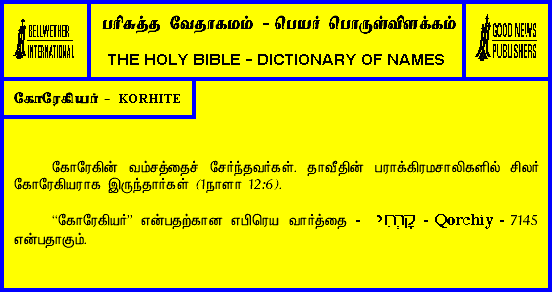 BELLWETHER
INTERNATIONAL
பரிசுத்த வேதாகமம் - பெயர் பொருள்விளக்கம்
THE HOLY BIBLE - DICTIONARY OF NAMES
GOOD NEWS
PUBLISHERS
கோரேகியர் - KORHITE
கோரேகின் வம்சத்தைச் சேர்ந்தவர்கள். தாவீதின் பராக்கிரமசாலிகளில் சிலர்
கோரேகியராக இருந்தார்கள் (1நாளா 12:6).
“கோரேகியர்” என்பதற்கான எபிரெய வார்த்தை - - Qorchiy - 7145
என்பதாகும்.